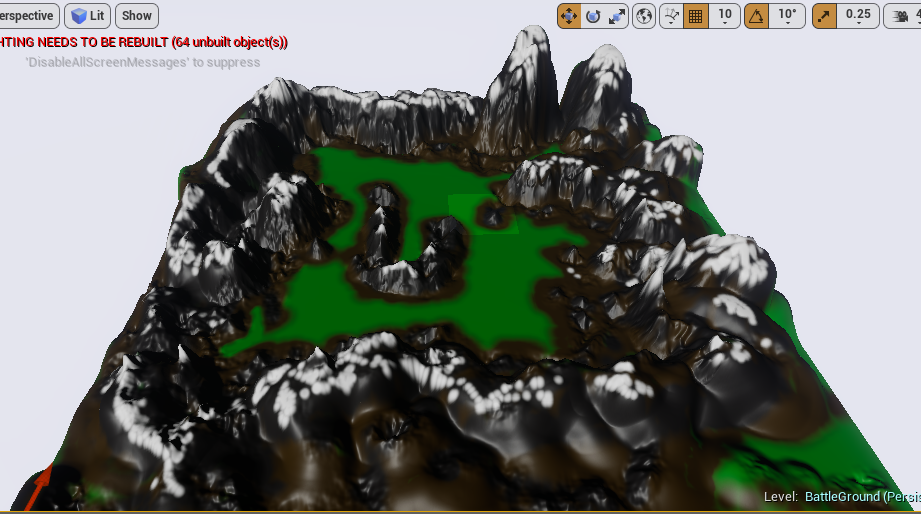 erspective Lit Show 10 10° 0.25 4
HTING NEEDS TO BE REBUILT (64 unbuilt object(s))
'DisableAllScreenMessages' to suppress
Level: BattleGround (Persis